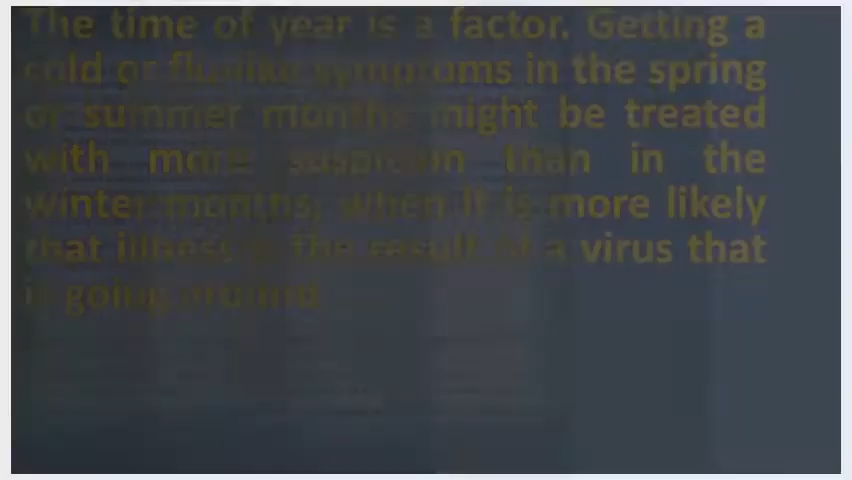 The time of year is a factor. Getting a
cold or flu-like symptoms in the spring
or summer months might be treated
with more suspicion than in the
winter months, when it is more likely
that illness is the result of a virus that
is going around.